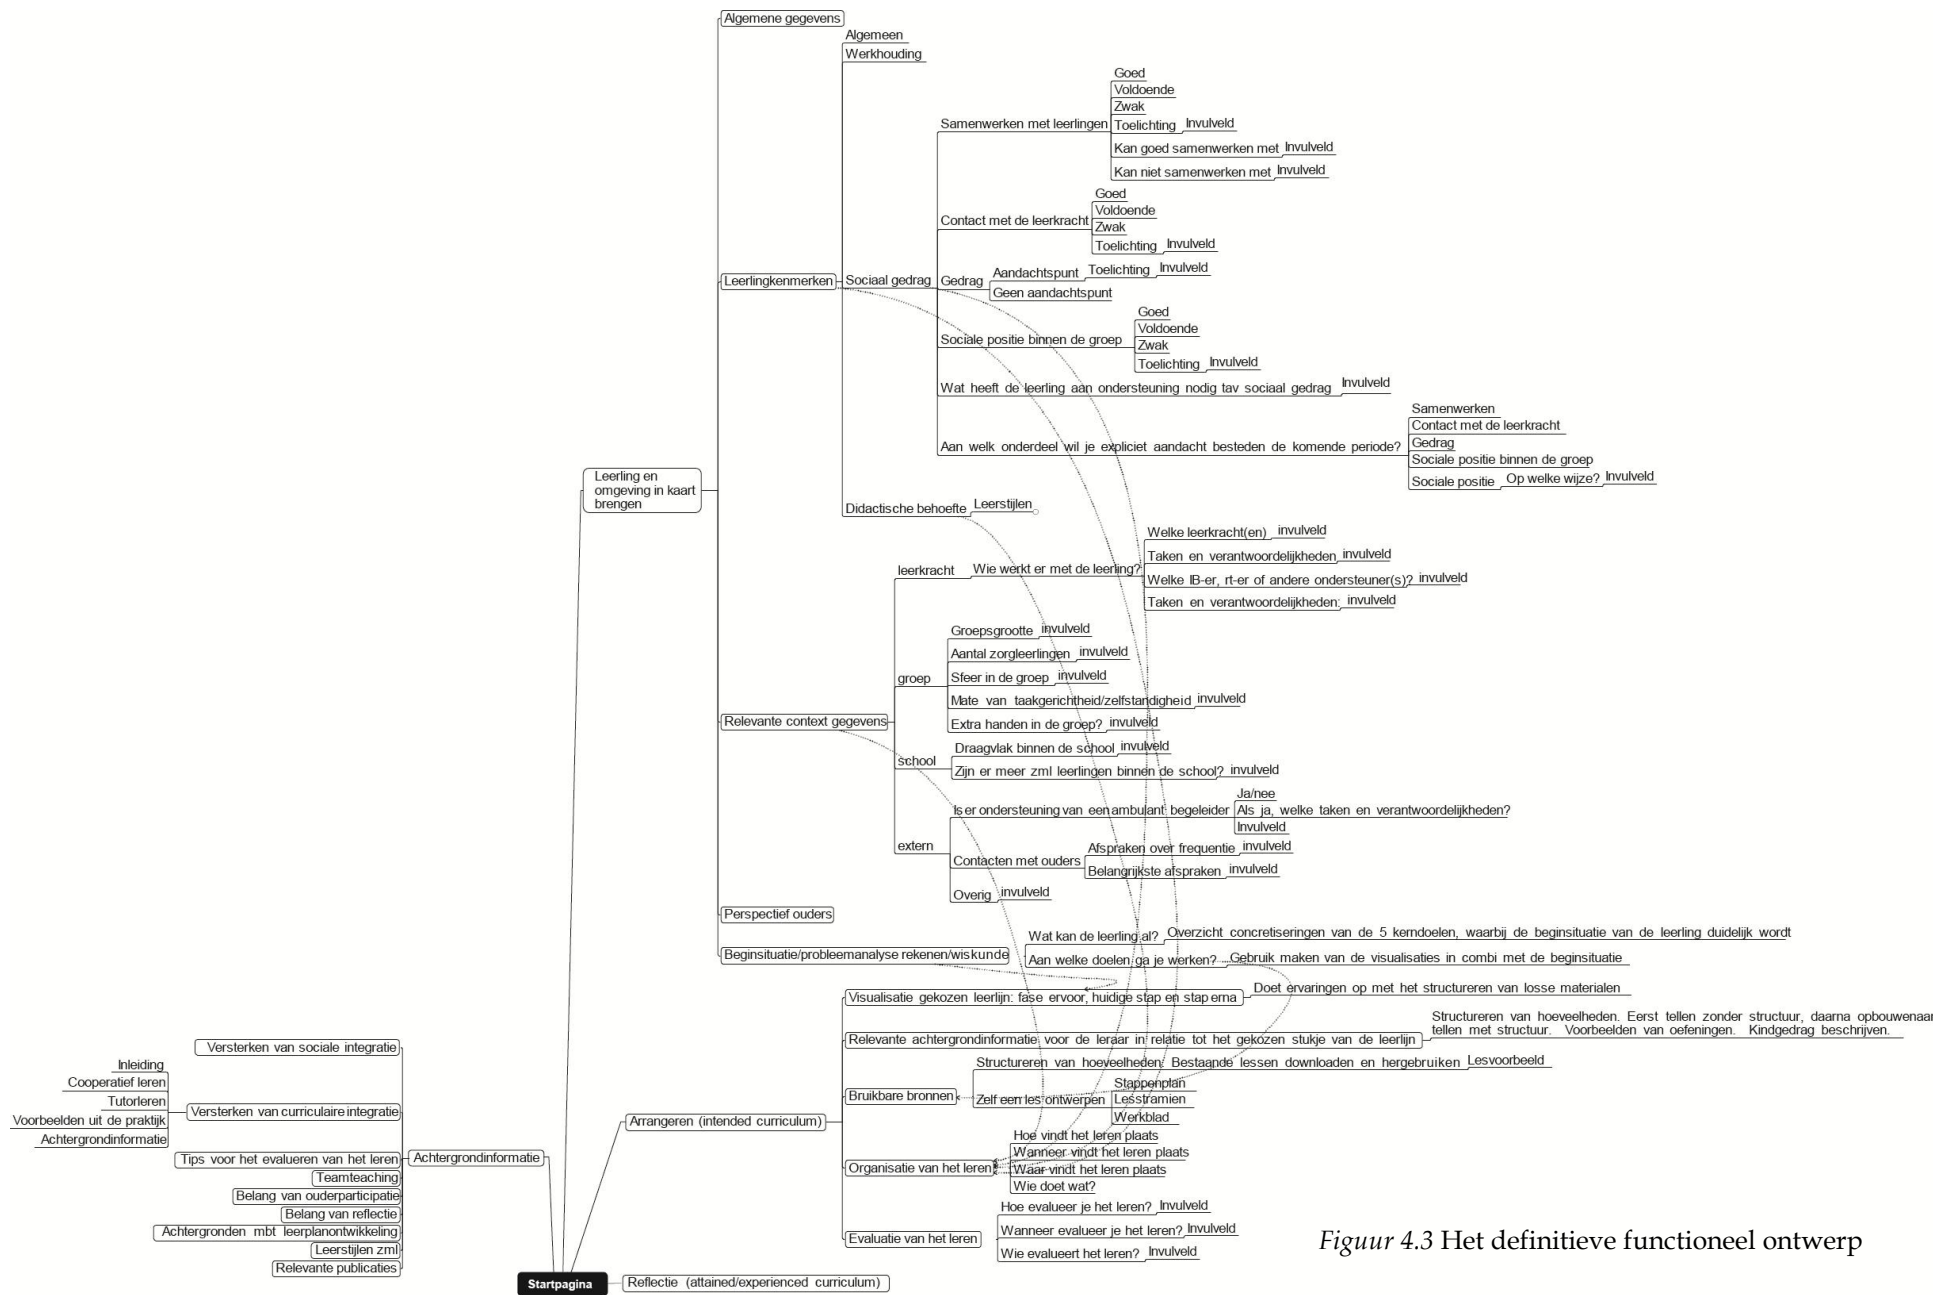 Algemene gegevens
Algemeen
Werkhouding
Goed
Voldoende
Zwak
Samenwerken met leerlingen
Toelichting Invulveld
Kan goed samenwerken met Invulveld
Kan niet samenwerken met Invulveld
Goed
Voldoende
Contact met de leerkracht
Zwak
Toelichting Invulveld
Leerlingkenmerken
Sociaal gedrag
Gedrag
Aandachtspunt Toelichting Invulveld
Geen aandachtspunt
Goed
Voldoende
Sociale positie binnen de groep
Zwak
Toelichting Invulveld
Wat heeft de leerling aan ondersteuning nodig tav sociaal gedrag Invulveld
Aan welk onderdeel wil je expliciet aandacht besteden de komende periode?
Samenwerken
Contact met de leerkracht
Gedrag
Sociale positie binnen de groep
Sociale positie Op welke wijze? Invulveld
Leerling en
omgeving in kaart
brengen
Didactische behoefte Leerstijlen
leerkracht Wie werkt er met de leerling?
Welke leerkracht(en) invulveld
Taken en verantwoordelijkheden invulveld
Welke IB-er, rt-er of andere ondersteuner(s)? invulveld
Taken en verantwoordelijkheden; invulveld
Relevante context gegevens
groep
Groepsgrootte invulveld
Aantal zorgleerlingen invulveld
Sfeer in de groep invulveld
Mate van taakgerichtheid/zelfstandigheid invulveld
Extra handen in de groep? invulveld
school
Draagvlak binnen de school invulveld
Zijn er meer zml leerlingen binnen de school? invulveld
extern
Is er ondersteuning van een ambulant begeleider
Ja/nee
Als ja, welke taken en verantwoordelijkheden?
Invulveld
Contacten met ouders
Afspraken over frequentie invulveld
Belangrijkste afspraken invulveld
Overig invulveld
Perspectief ouders
Beginsituatie/probleemanalyse rekenen/wiskunde
Wat kan de leerling al? Overzicht concretiseringen van de 5 kerndoelen, waarbij de beginsituatie van de leerling duidelijk wordt
Aan welke doelen ga je werken? Gebruik maken van de visualisaties in combi met de beginsituatie
Arrangeren (intended curriculum)
Visualisatie gekozen leerlijn: fase ervoor, huidige stap en stap erna
Doet ervaringen op met het structureren van losse materialen
Relevante achtergrondinformatie voor de leraar in relatie tot het gekozen stukje van de leerlijn
Structureren van hoeveelheden. Eerst tellen zonder structuur, daarna opbouwenaar
tellen met structuur. Voorbeelden van oefeningen. Kindgedrag beschrijven.
Bruikbare bronnen
Structureren van hoeveelheden. Bestaande lessen downloaden en hergebruiken Lesvoorbeeld
Zelf een les ontwerpen
Stappenplan
Lesstramien
Werkblad
Organisatie van het leren
Hoe vindt het leren plaats
Wanneer vindt het leren plaats
Waar vindt het leren plaats
Wie doet wat?
Evaluatie van het leren
Hoe evalueer je het leren? Invulveld
Wanneer evalueer je het leren? Invulveld
Wie evalueert het leren? Invulveld
Versterken van sociale integratie
Inleiding
Cooperatief leren
Tutorleren
Voorbeelden uit de praktijk
Achtergrondinformatie
Versterken van curriculaire integratie
Achtergrondinformatie
Tips voor het evalueren van het leren
Teamteaching
Belang van ouderparticipatie
Belang van reflectie
Achtergronden mbt leerplanontwikkeling
Leerstijlen zml
Relevante publicaties
Startpagina
Reflectie (attained/experienced curriculum)
Figuur 4.3 Het definitieve functioneel ontwerp